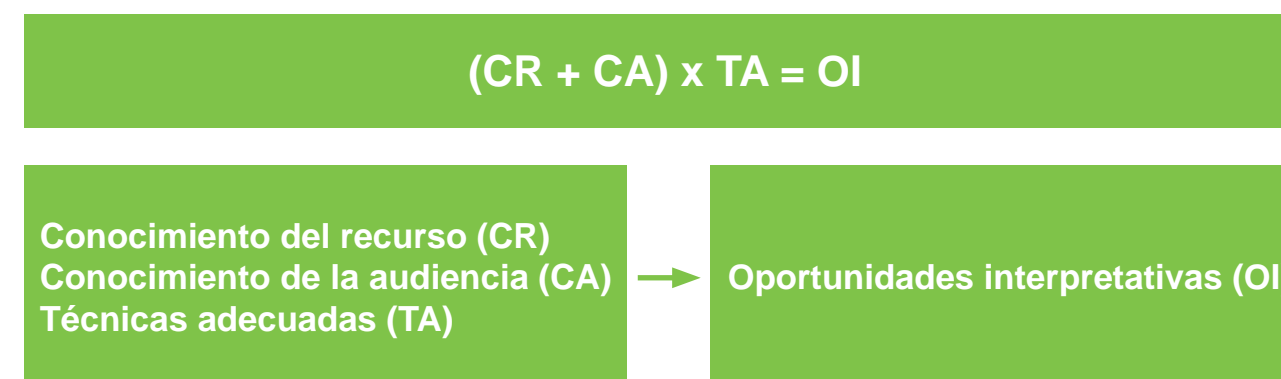 (CR + CA) x TA = OI
Conocimiento del recurso (CR)
Conocimiento de la audiencia (CA)
Técnicas adecuadas (TA)
Oportunidades interpretativas (OI